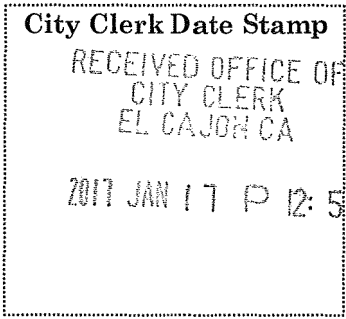 City Clerk Date Stamp
RECEIVED OFFICE OF
CITY CLERK
EL CAJON CA
2017 JAN 17 P 12: 5